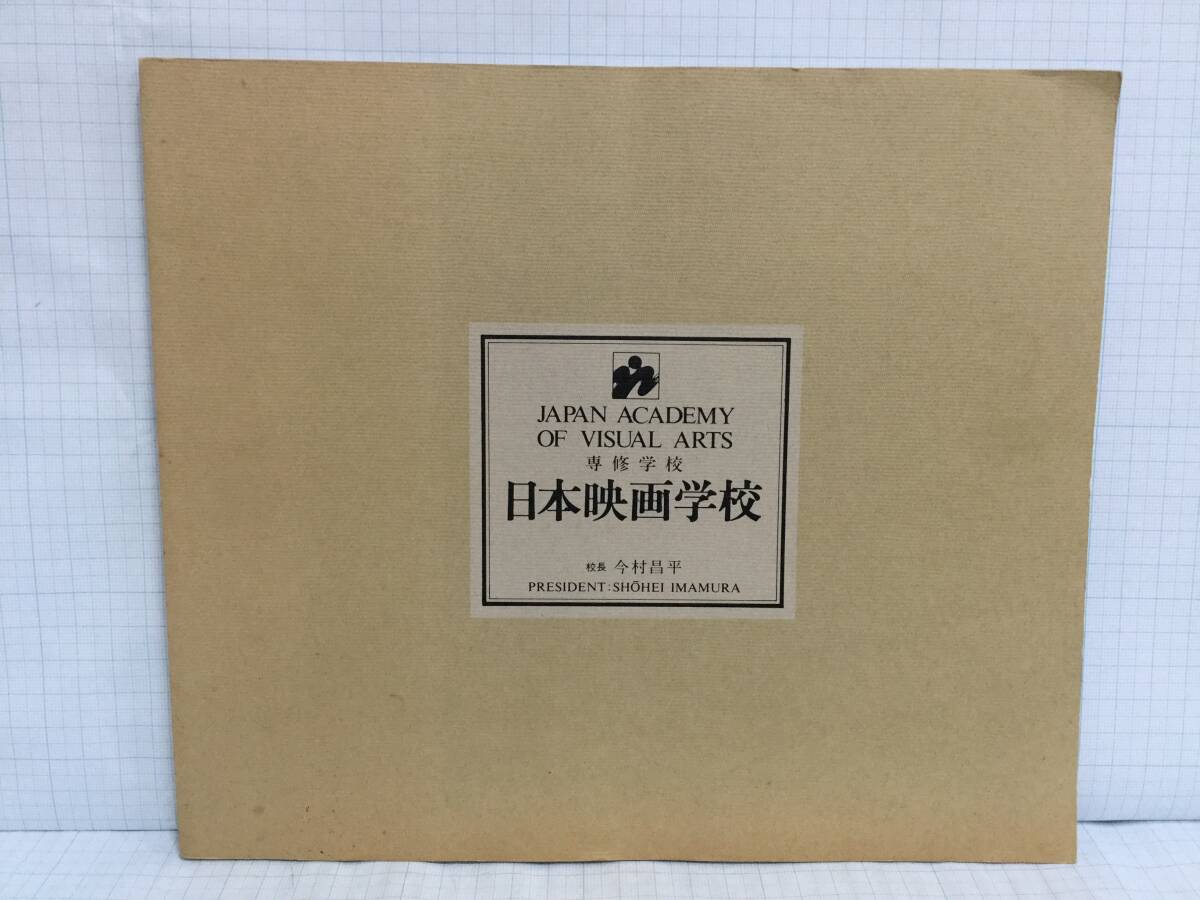 JAPAN ACADEMY
OF VISUAL ARTS
専修学校
日本映画学校
校長 今村昌平
PRESIDENT:SHŌHEI IMAMURA